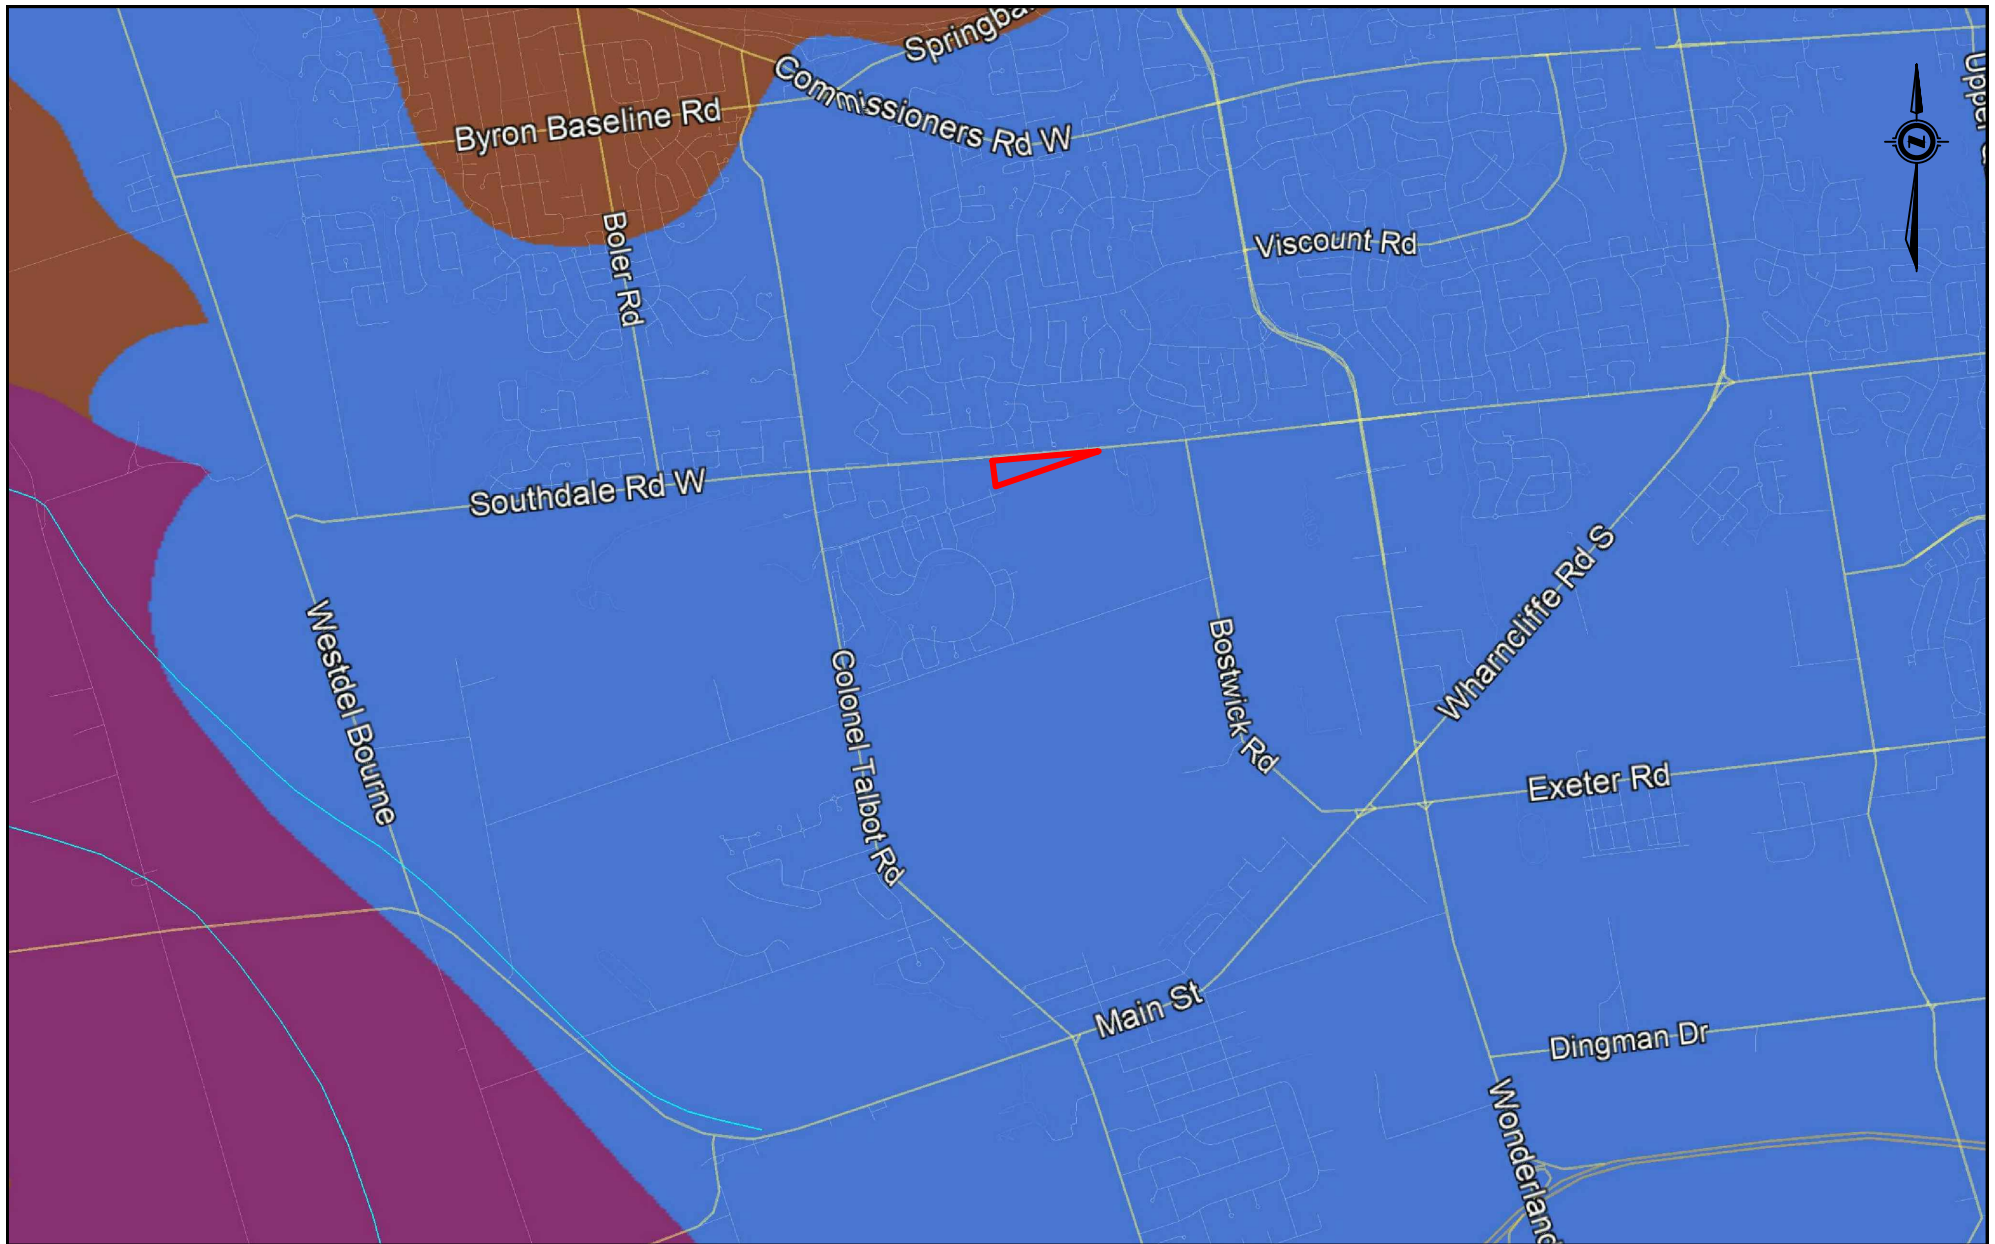 Springba
Commissioners Rd W
Byron Baseline Rd
Upper
Boler Rd
Viscount Rd
N
Southdale Rd W
Wharncliffe Rd S
Westdel Bourne
Bostwick Rd
Colonel Talbot Rd
Exeter Rd
Main St
Dingman Dr
Wonderland